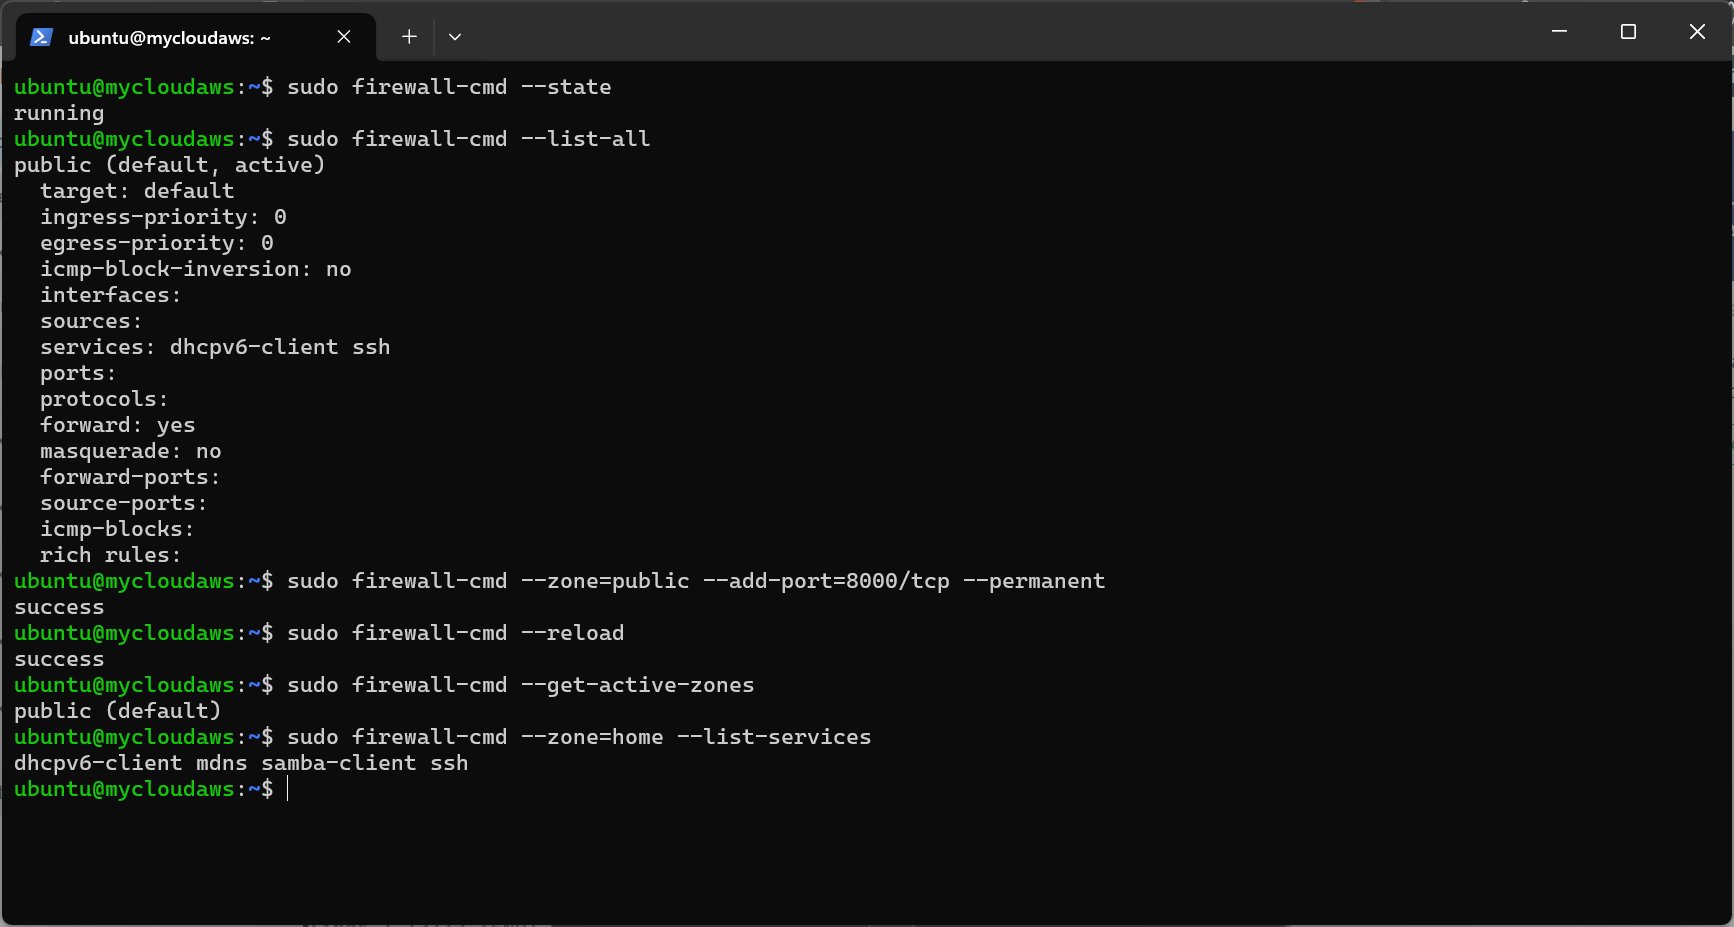 ubuntu@mycloudaws: ~
ubuntu@mycloudaws:~$ sudo firewall-cmd --state
running
ubuntu@mycloudaws:~$ sudo firewall-cmd --list-all
public (default, active)
  target: default
  ingress-priority: 0
  egress-priority: 0
  icmp-block-inversion: no
  interfaces:
  sources:
  services: dhcpv6-client ssh
  ports:
  protocols:
  forward: yes
  masquerade: no
  forward-ports:
  source-ports:
  icmp-blocks:
  rich rules:
ubuntu@mycloudaws:~$ sudo firewall-cmd --zone=public --add-port=8000/tcp --permanent
success
ubuntu@mycloudaws:~$ sudo firewall-cmd --reload
success
ubuntu@mycloudaws:~$ sudo firewall-cmd --get-active-zones
public (default)
ubuntu@mycloudaws:~$ sudo firewall-cmd --zone=home --list-services
dhcpv6-client mdns samba-client ssh
ubuntu@mycloudaws:~$